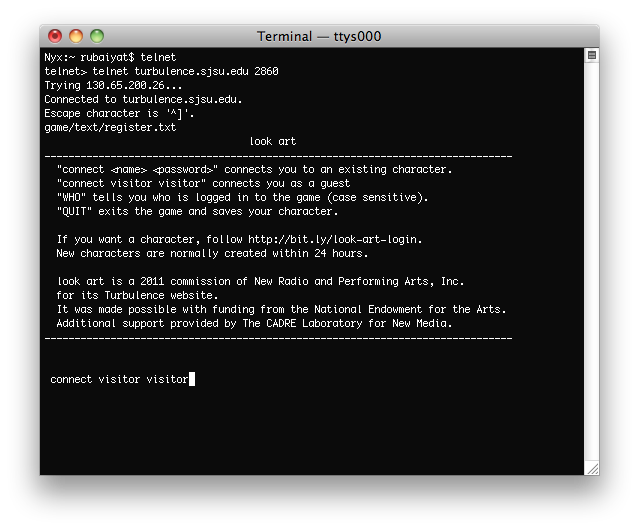 Terminal — ttys000
Nyx:~ rubaiyat$ telnet
telnet> telnet turbulence.sjsu.edu 2860
Trying 130.65.200.26...
Connected to turbulence.sjsu.edu.
Escape character is '^]'.
game/text/register.txt
look art
------------------------------------------------------------------------------
"connect <name> <password>" connects you to an existing character.
"connect visitor visitor" connects you as a guest
"WHO" tells you who is logged in to the game (case sensitive).
"QUIT" exits the game and saves your character.
If you want a character, follow http://bit.ly/look-art-login.
New characters are normally created within 24 hours.
look art is a 2011 commission of New Radio and Performing Arts, Inc.
for its Turbulence website.
It was made possible with funding from the National Endowment for the Arts.
Additional support provided by The CADRE Laboratory for New Media.
------------------------------------------------------------------------------
connect visitor visitor